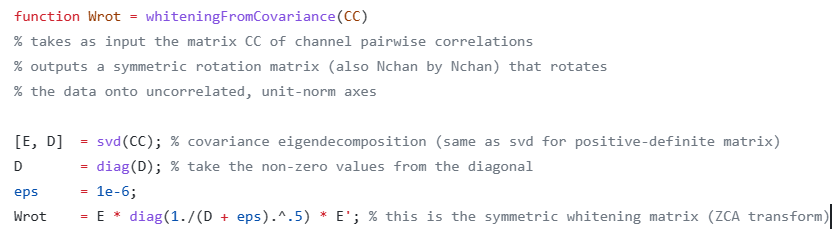 function Wrot = whiteningFromCovariance(CC)
% takes as input the matrix CC of channel pairwise correlations
% outputs a symmetric rotation matrix (also Nchan by Nchan) that rotates
% the data onto uncorrelated, unit-norm axes
[E, D] = svd(CC); % covariance eigendecomposition (same as svd for positive-definite matrix)
D = diag(D); % take the non-zero values from the diagonal
eps = 1e-6;
Wrot = E * diag(1./(D + eps).^.5) * E'; % this is the symmetric whitening matrix (ZCA transform)